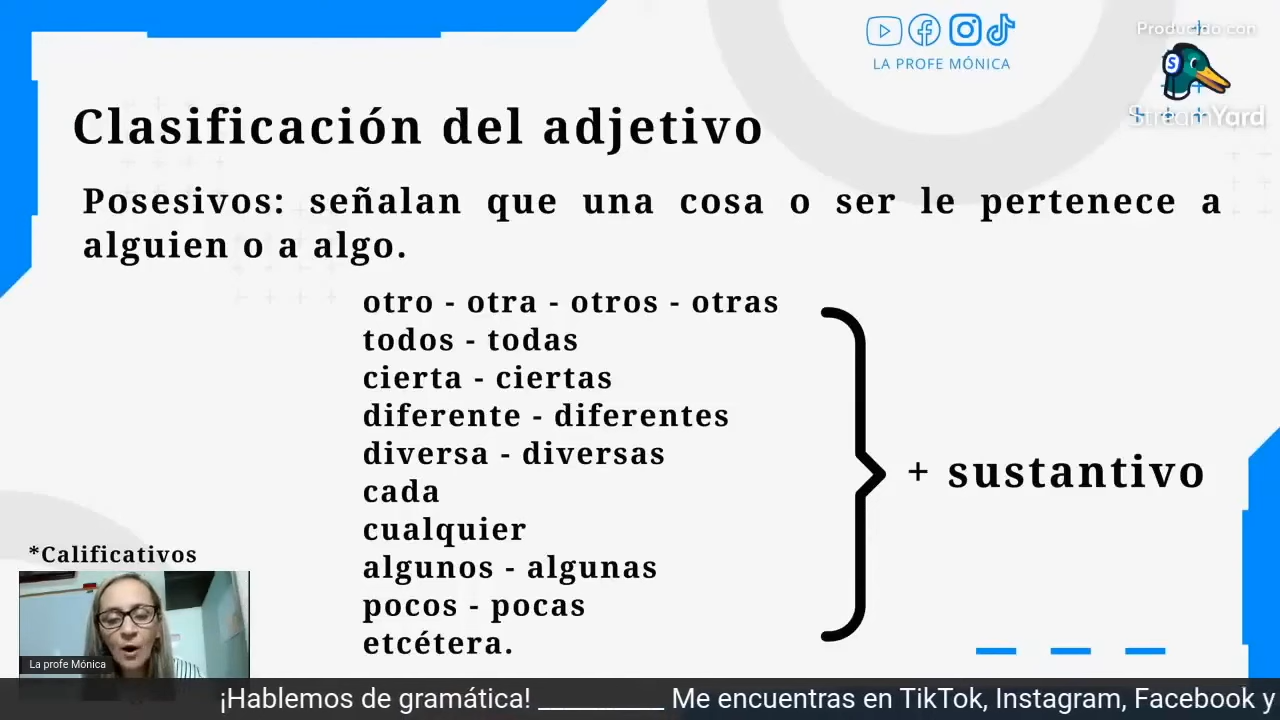 Producido con
StreamYard
LA PROFE MÓNICA
Clasificación del adjetivo
Posesivos: señalan que una cosa o ser le pertenece a
alguien o a algo.
otro - otra - otros - otras
todos - todas
cierta - ciertas
diferente - diferentes
diversa - diversas
cada
cualquier
algunos - algunas
pocos - pocas
etcétera.
+ sustantivo
*Calificativos
La profe Mónica
¡Hablemos de gramática! __________ Me encuentras en TikTok, Instagram, Facebook y